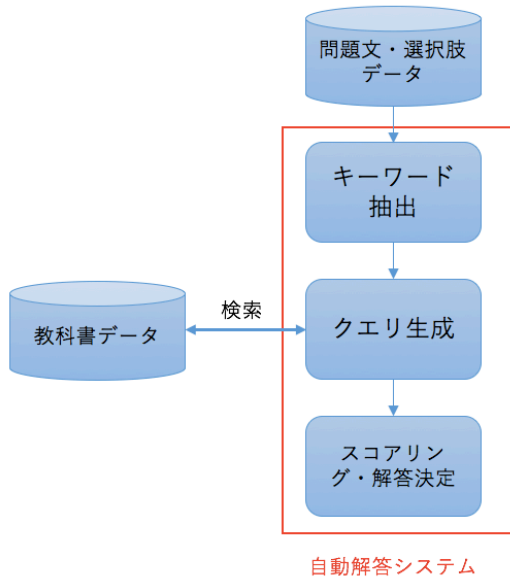 問題文・選択肢
データ
キーワード
抽出
検索
教科書データ
クエリ生成
スコアリン
グ・解答決定
自動解答システム